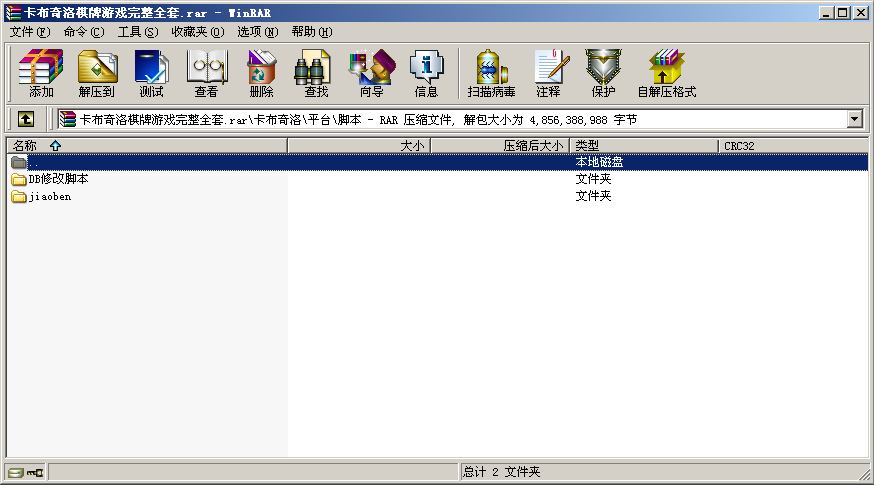 卡布奇洛棋牌游戏完整全套.rar - WinRAR
文件(F) 命令(C) 工具(S) 收藏夹(O) 选项(N) 帮助(H)
添加 解压到 测试 查看 删除 查找 向导 信息 扫描病毒 注释 保护 自解压格式
卡布奇洛棋牌游戏完整全套.rar\卡布奇洛\平台\脚本 - RAR 压缩文件, 解包大小为 4,856,388,988 字节
名称 大小 压缩后大小 类型 CRC32
.. 本地磁盘
DB修改脚本 文件夹
jiaoben 文件夹
总计 2 文件夹